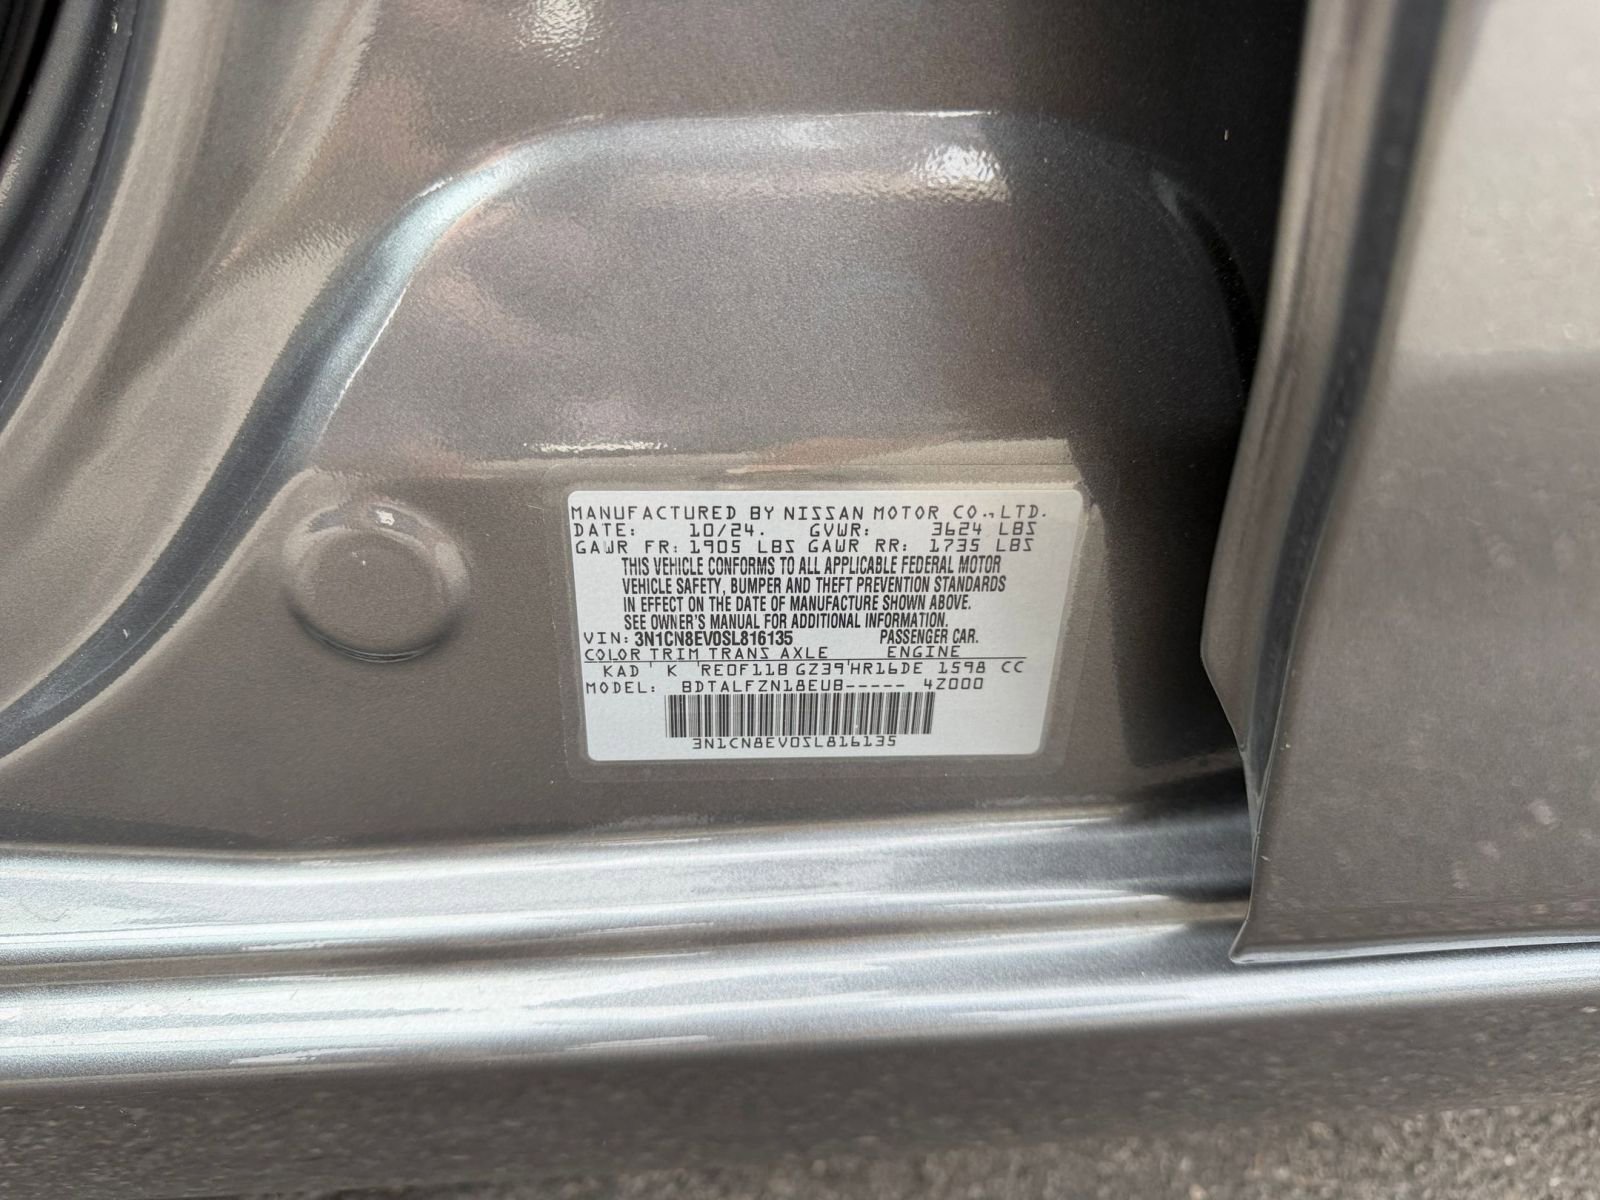 MANUFACTURED BY NISSAN MOTOR CO.,LTD.
DATE: 10/24. GVWR: 3624 LBS
GAWR FR: 1905 LBS GAWR RR: 1735 LBS
THIS VEHICLE CONFORMS TO ALL APPLICABLE FEDERAL MOTOR
VEHICLE SAFETY, BUMPER AND THEFT PREVENTION STANDARDS
IN EFFECT ON THE DATE OF MANUFACTURE SHOWN ABOVE.
SEE OWNER'S MANUAL FOR ADDITIONAL INFORMATION.
VIN: 3N1CN8EV0SL816135 PASSENGER CAR.
COLOR TRIM TRANS AXLE ENGINE
KAD K RE0F11B GZ39 HR16DE 1598 CC
MODEL: BDTALFZN18EUB----- 4Z000
3N1CN8EV0SL816135